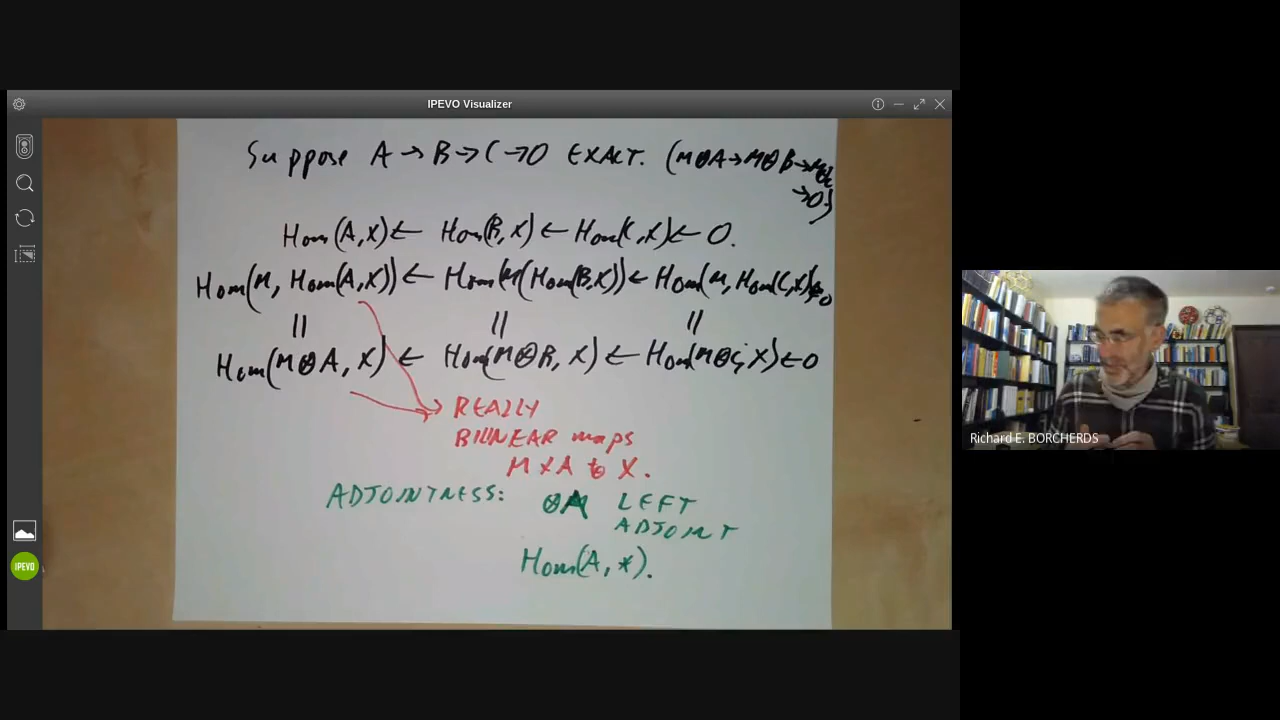 IPEVO Visualizer
Suppose A → B → C → 0 EXACT. (M⊗A → M⊗B → M⊗C
→ 0)
Hom(A,X) ← Hom(B,X) ← Hom(C,X) ← 0.
Hom(M, Hom(A,X)) ← Hom(M(Hom(B,X)) ← Hom(M, Hom(C,X) ← 0
|| || ||
Hom(M⊗A, X) ← Hom(M⊗B, X) ← Hom(M⊗C, X) ← 0
REALLY
BILINEAR maps
M × A to X.
ADJOINTNESS: ⊗A LEFT
ADJOINT
Hom(A, *).
IPEVO
Richard E. BORCHERDS